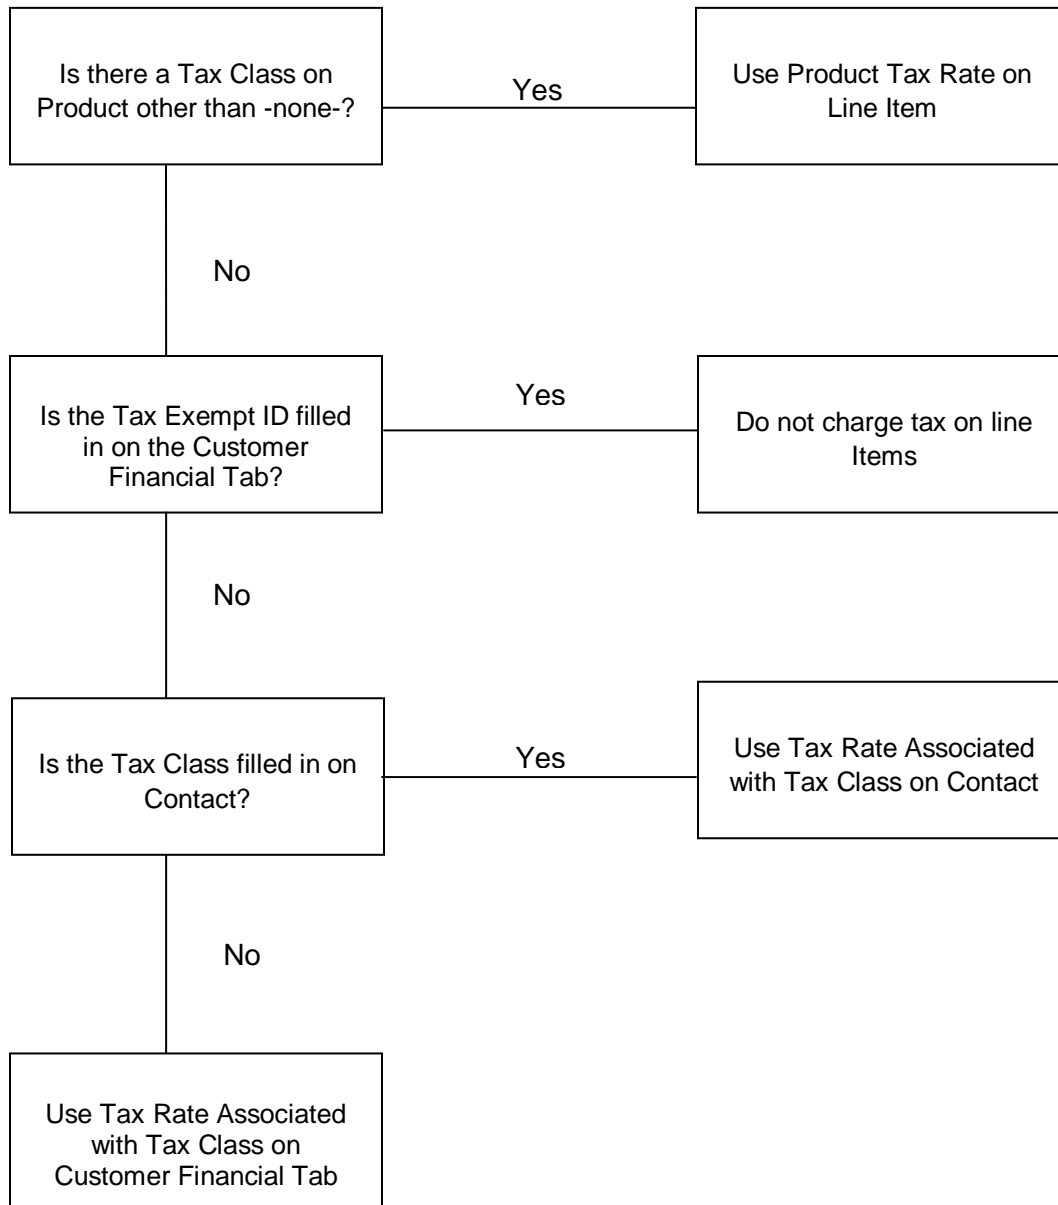 Is there a Tax Class on
Product other than -none-?
Yes
Use Product Tax Rate on
Line Item
No
Is the Tax Exempt ID filled
in on the Customer
Financial Tab?
Yes
Do not charge tax on line
Items
No
Is the Tax Class filled in on
Contact?
Yes
Use Tax Rate Associated
with Tax Class on Contact
No
Use Tax Rate Associated
with Tax Class on
Customer Financial Tab